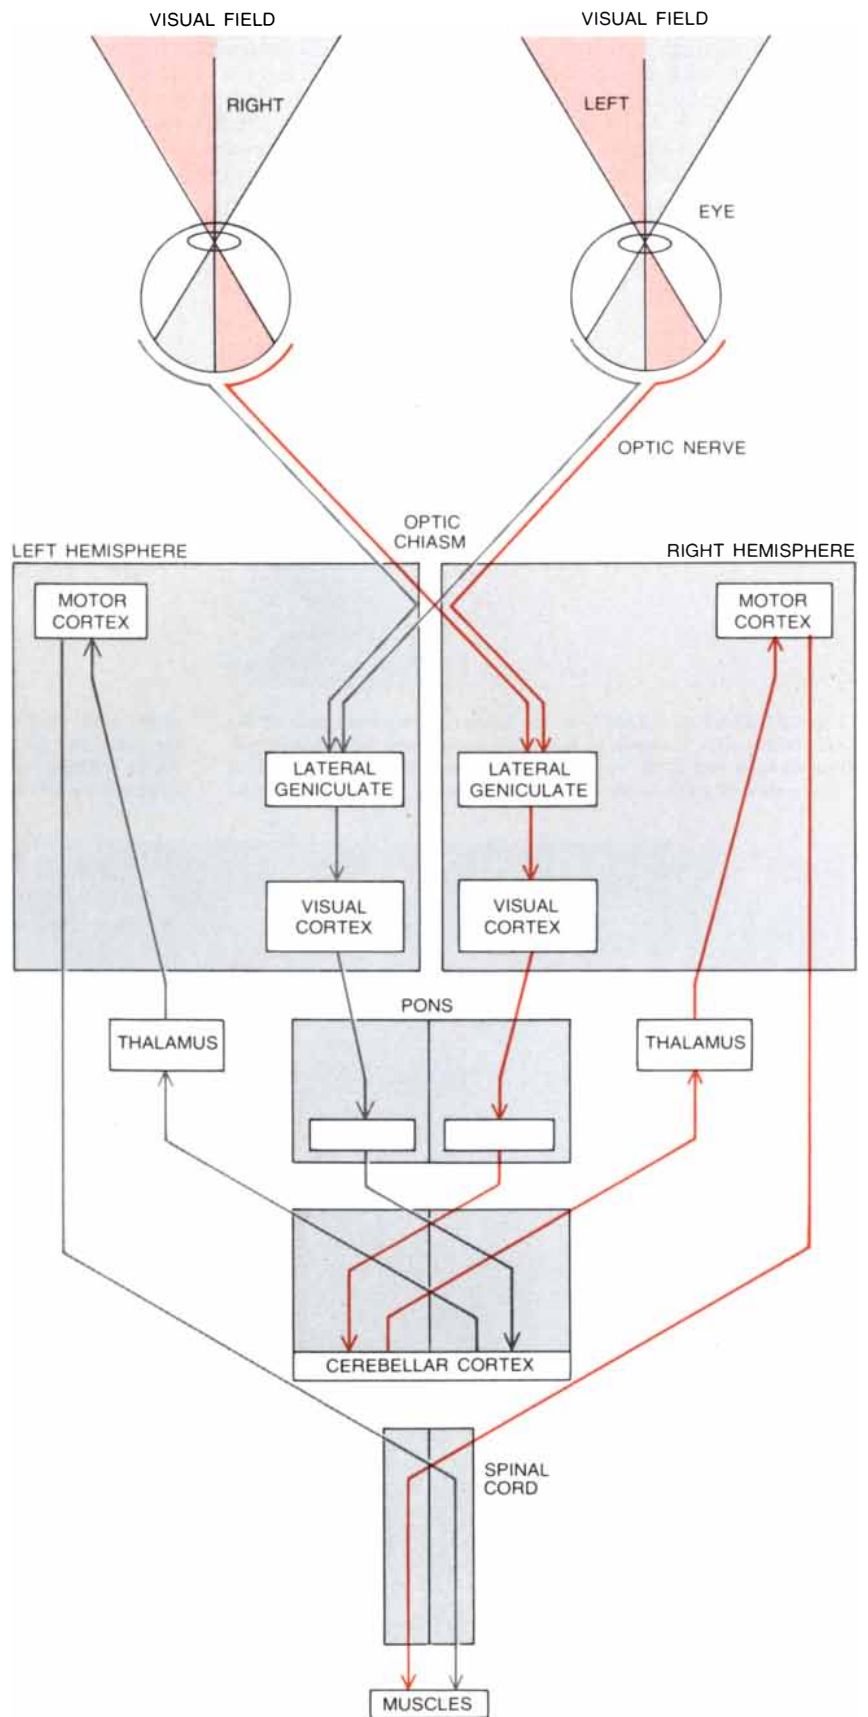 VISUAL FIELD
VISUAL FIELD
RIGHT
LEFT
EYE
OPTIC NERVE
OPTIC
CHIASM
LEFT HEMISPHERE
RIGHT HEMISPHERE
MOTOR
CORTEX
MOTOR
CORTEX
LATERAL
GENICULATE
LATERAL
GENICULATE
VISUAL
CORTEX
VISUAL
CORTEX
PONS
THALAMUS
THALAMUS
CEREBELLAR CORTEX
SPINAL
CORD
MUSCLES